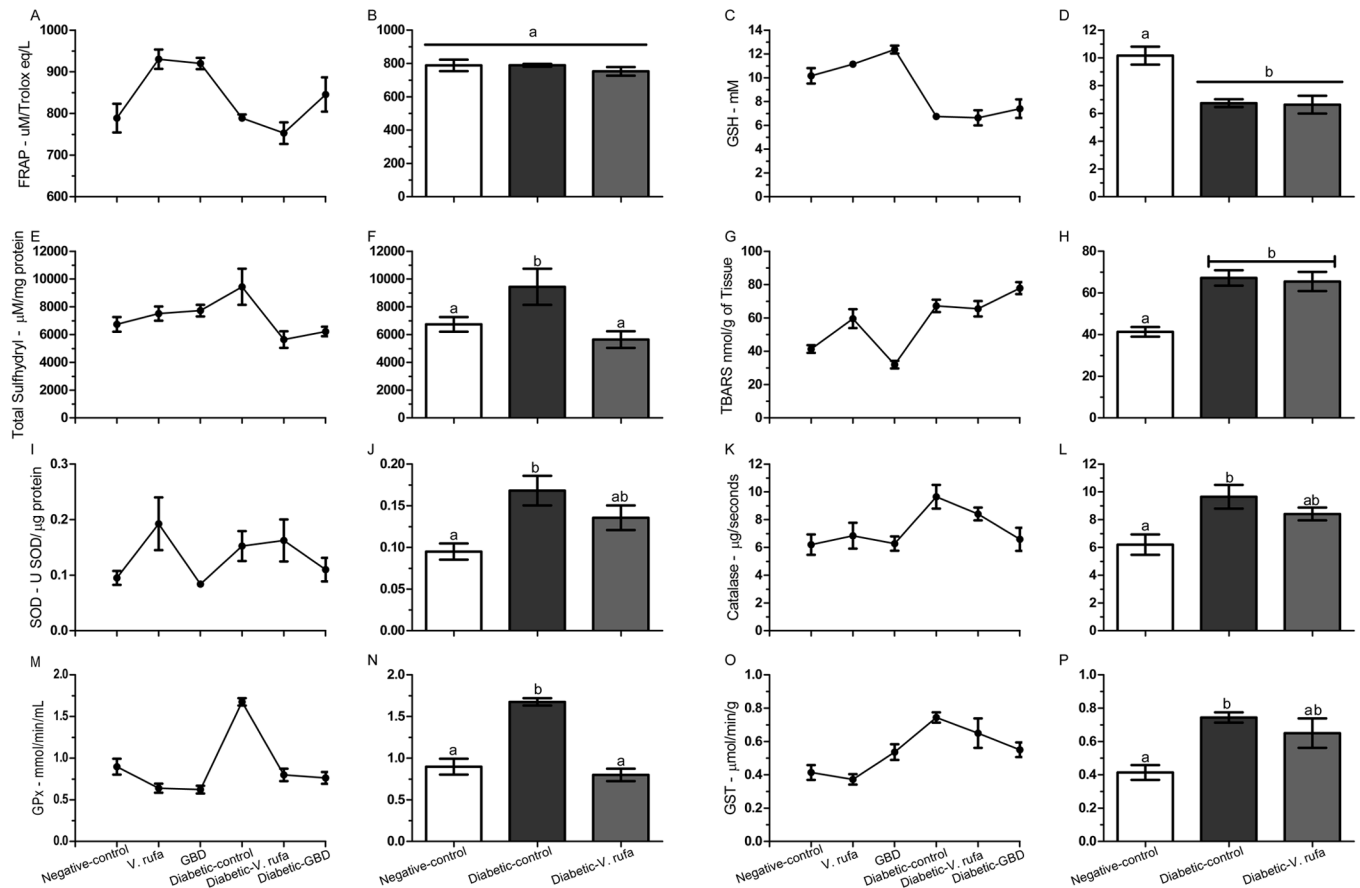 A
FRAP - uM/Trolox eq/L
1000
900
800
700
600
B
a
1000
800
600
400
200
0
C
GSH - mM
14
12
10
8
6
4
2
0
D
a
b
12
10
8
6
4
2
0
E
Total Sulfhydryl - μM/mg protein
12000
10000
8000
6000
4000
2000
0
F
a
b
a
12000
10000
8000
6000
4000
2000
0
G
TBARS nmol/g of Tissue
100
80
60
40
20
0
H
a
b
80
60
40
20
0
I
SOD - U SOD/ μg protein
0.3
0.2
0.1
0.0
J
a
b
ab
0.20
0.15
0.10
0.05
0.00
K
Catalase - μg/seconds
12
10
8
6
4
2
0
L
a
b
ab
12
10
8
6
4
2
0
M
GPx - mmol/min/mL
2.0
1.5
1.0
0.5
0.0
Negative-control
V. rufa
GBD
Diabetic-control
Diabetic-V. rufa
Diabetic-GBD
N
a
b
a
2.0
1.5
1.0
0.5
0.0
Negative-control
Diabetic-control
Diabetic-V. rufa
O
GST - μmol/min/g
1.0
0.8
0.6
0.4
0.2
0.0
Negative-control
V. rufa
GBD
Diabetic-control
Diabetic-V. rufa
Diabetic-GBD
P
a
b
ab
1.0
0.8
0.6
0.4
0.2
0.0
Negative-control
Diabetic-control
Diabetic-V. rufa